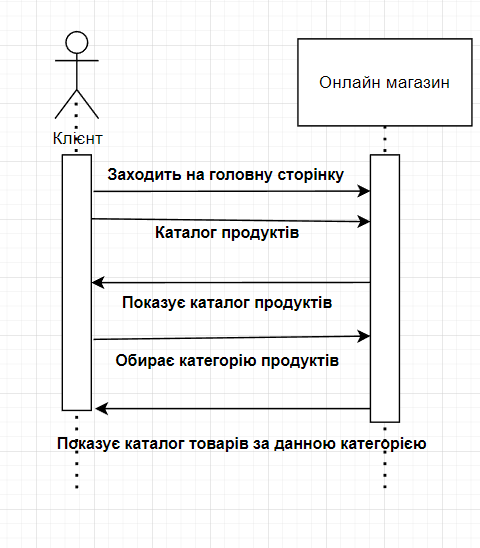 Онлайн магазин
Клієнт
Заходить на головну сторінку
Каталог продуктів
Показує каталог продуктів
Обирає категорію продуктів
Показує каталог товарів за данною категорією